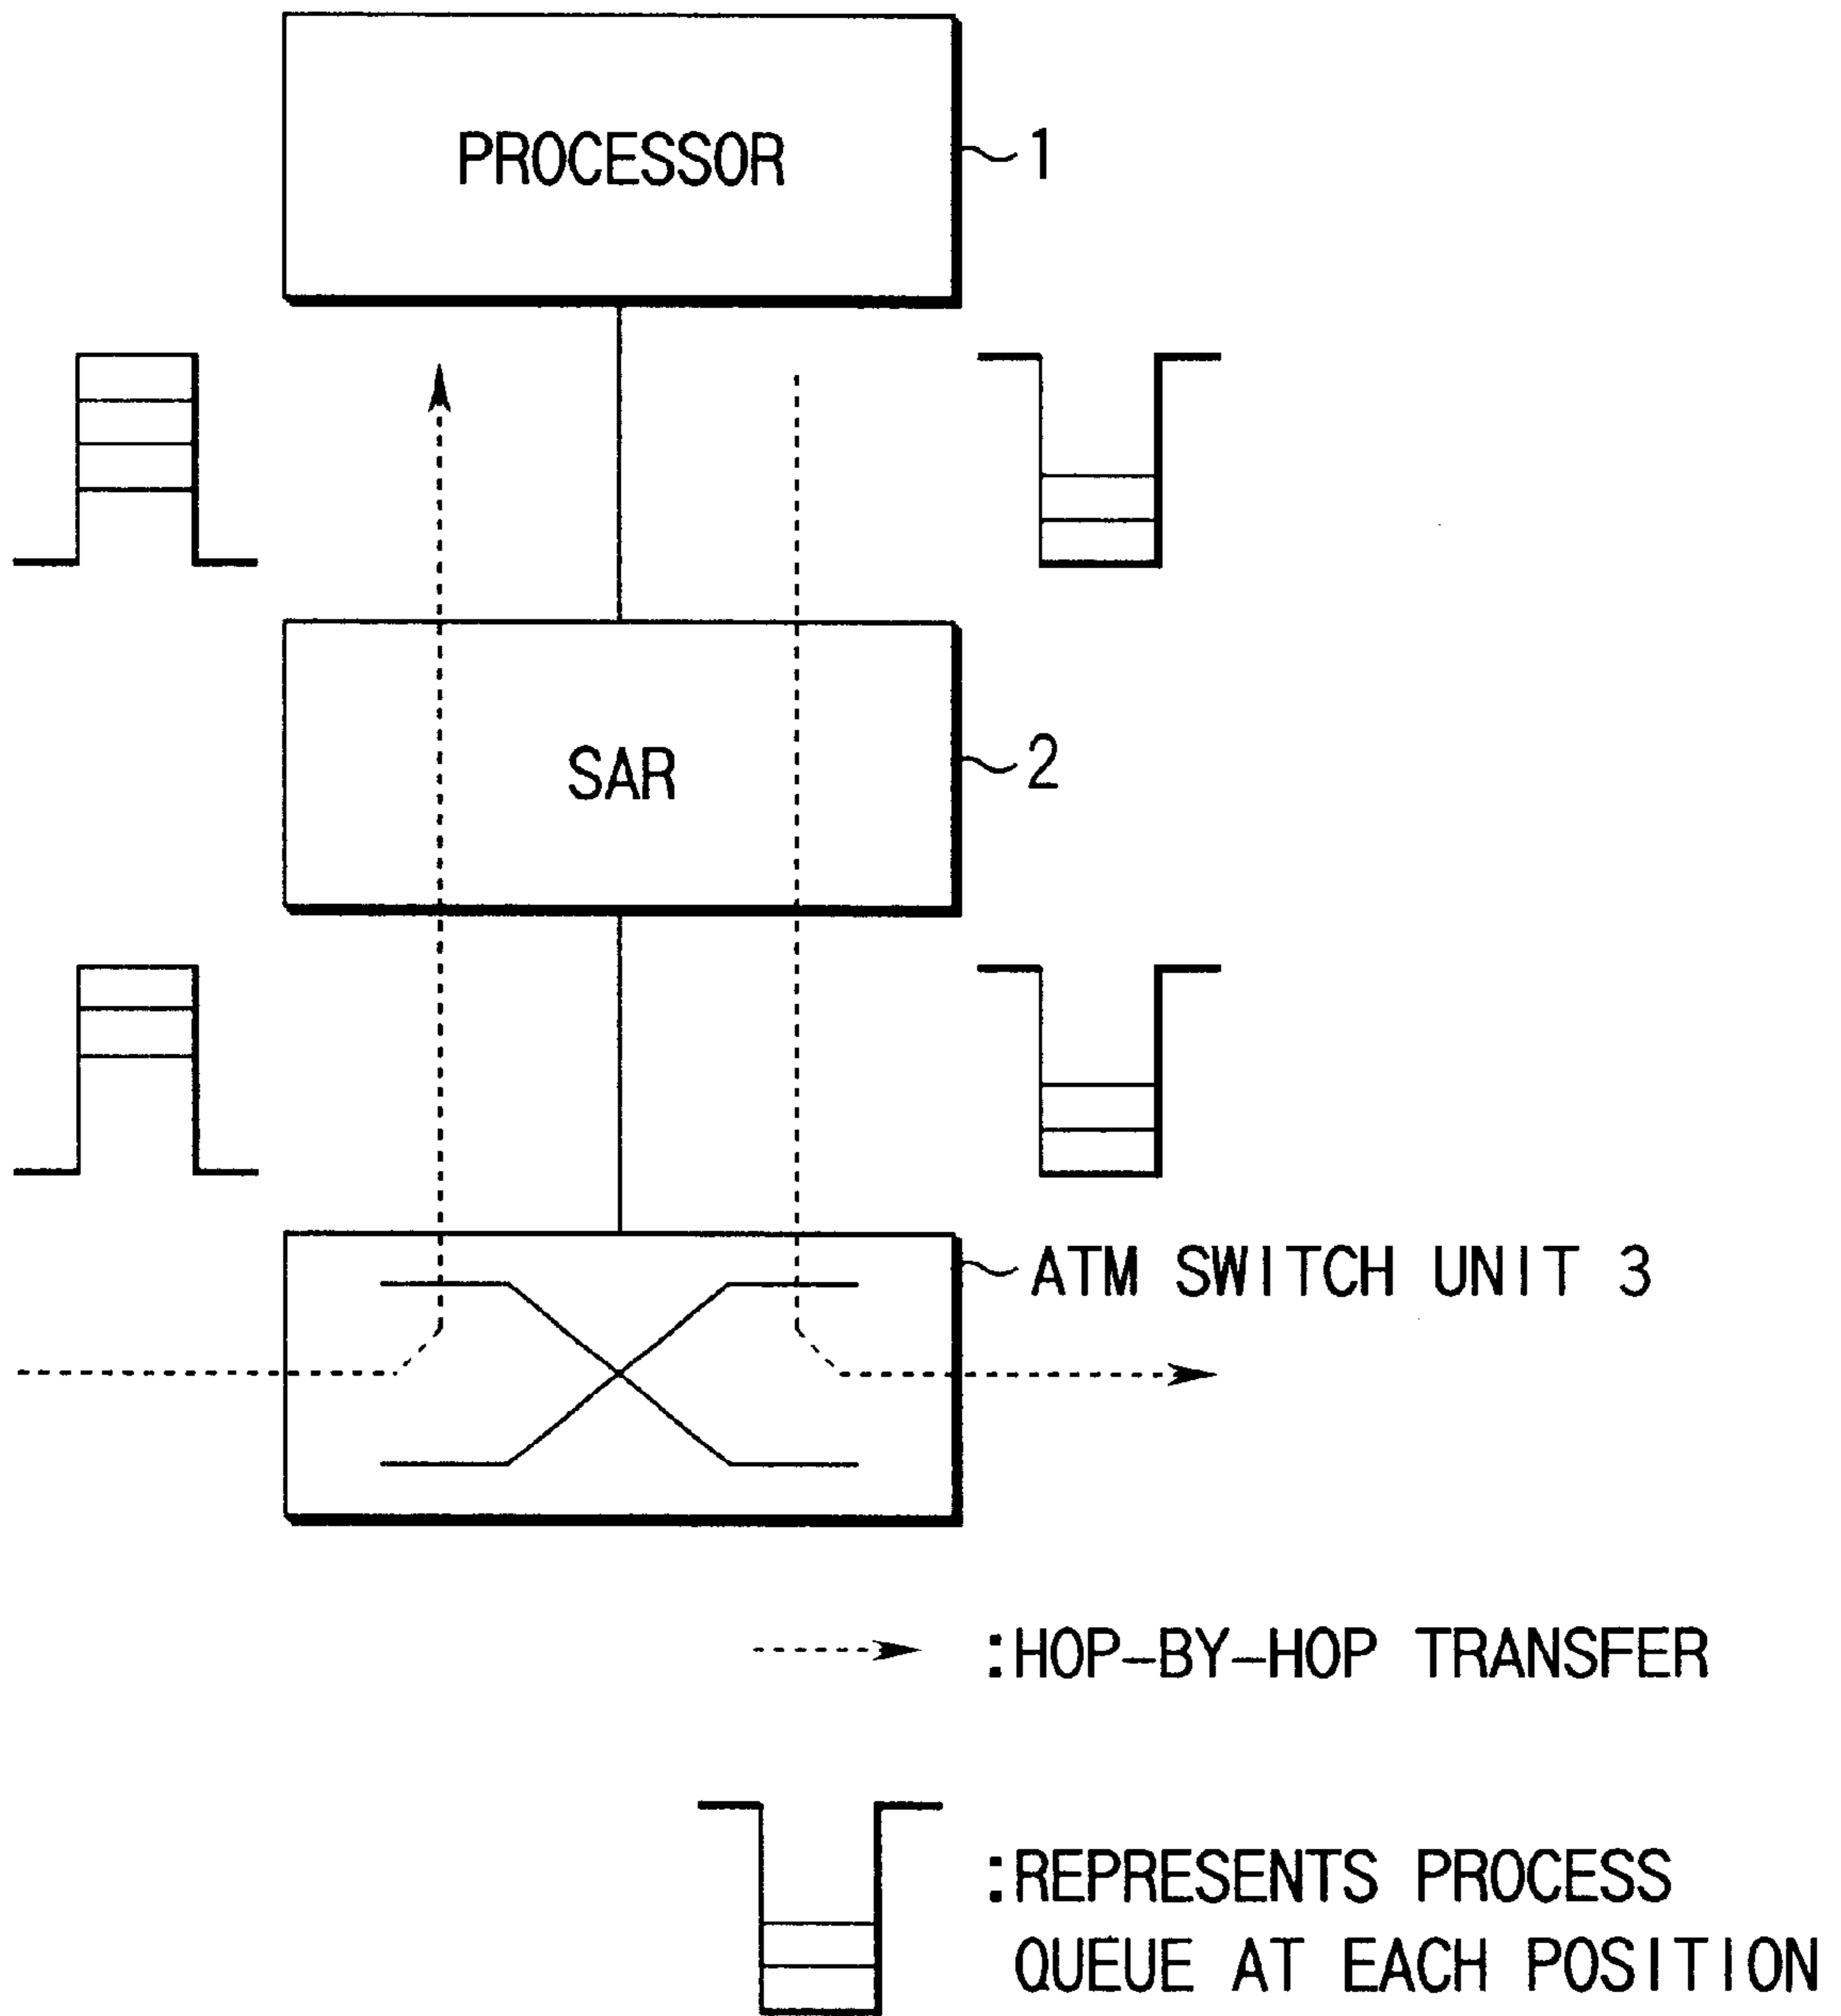 PROCESSOR
1
SAR
2
ATM SWITCH UNIT 3
:HOP-BY-HOP TRANSFER
:REPRESENTS PROCESS
QUEUE AT EACH POSITION